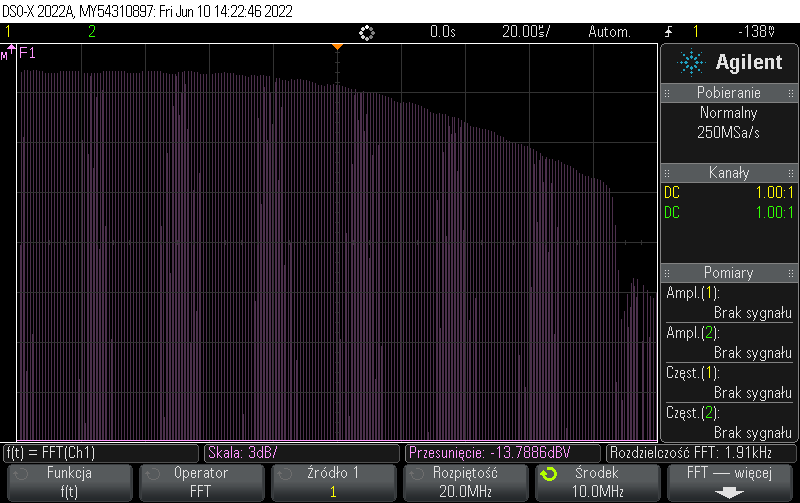 DSO-X 2022A, MY54310897: Fri Jun 10 14:22:46 2022
1 2 0.0s 20.00㎲/ Autom. 1 -138㎷
M F1
Agilent
Pobieranie
Normalny
250MSa/s
Kanały
DC 1.00:1
DC 1.00:1
Pomiary
Ampl.(1):
Brak sygnału
Ampl.(2):
Brak sygnału
Częst.(1):
Brak sygnału
Częst.(2):
Brak sygnału
f(t) = FFT(Ch1) Skala: 3dB/ Przesunięcie: -13.7886dBV Rozdzielczość FFT: 1.91kHz
Funkcja Operator Źródło 1 Rozpiętość Środek FFT — więcej
f(t) FFT 1 20.0MHz 10.0MHz